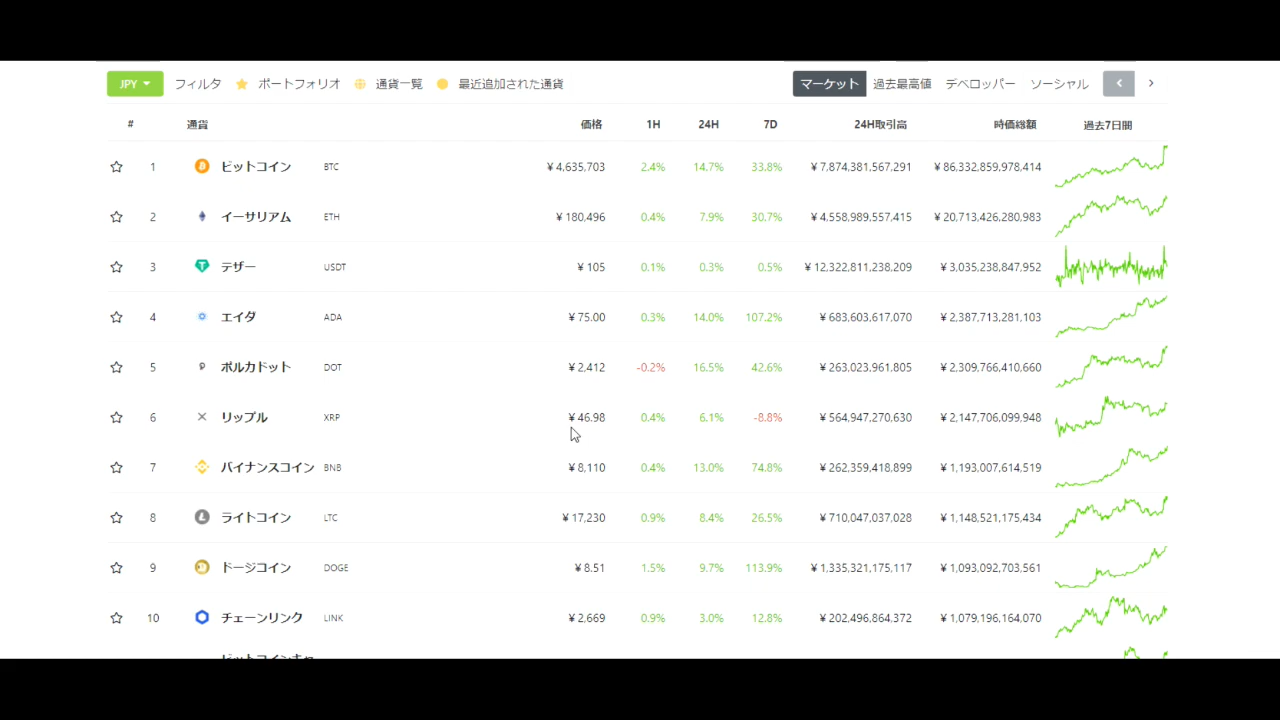 JPY フィルタ ポートフォリオ 通貨一覧 最近追加された通貨 マーケット 過去最高値 デベロッパー ソーシャル
# 通貨 価格 1H 24H 7D 24H取引高 時価総額 過去7日間
1 ビットコイン BTC ¥4,635,703 2.4% 14.7% 33.8% ¥7,874,381,567,291 ¥86,332,859,978,414
2 イーサリアム ETH ¥180,496 0.4% 7.9% 30.7% ¥4,558,989,557,415 ¥20,713,426,280,983
3 テザー USDT ¥105 0.1% 0.3% 0.5% ¥12,322,811,238,209 ¥3,035,238,847,952
4 エイダ ADA ¥75.00 0.3% 14.0% 107.2% ¥683,603,617,070 ¥2,387,713,281,103
5 ポルカドット DOT ¥2,412 -0.2% 16.5% 42.6% ¥263,023,961,805 ¥2,309,766,410,660
6 リップル XRP ¥46.98 0.4% 6.1% -8.8% ¥564,947,270,630 ¥2,147,706,099,948
7 バイナンスコイン BNB ¥8,110 0.4% 13.0% 74.8% ¥262,359,418,899 ¥1,193,007,614,519
8 ライトコイン LTC ¥17,230 0.9% 8.4% 26.5% ¥710,047,037,028 ¥1,148,521,175,434
9 ドージコイン DOGE ¥8.51 1.5% 9.7% 113.9% ¥1,335,321,175,117 ¥1,093,092,703,561
10 チェーンリンク LINK ¥2,669 0.9% 3.0% 12.8% ¥202,496,864,372 ¥1,079,196,164,070